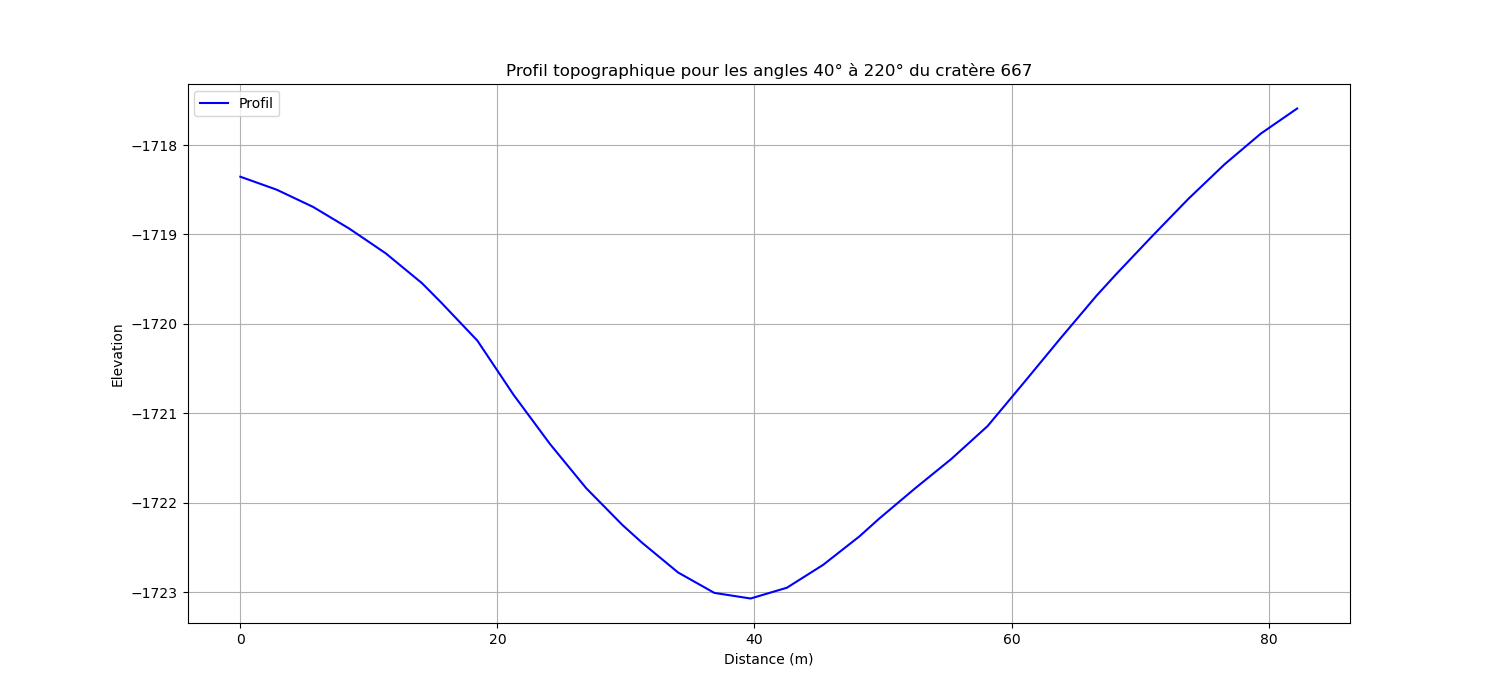 Profil topographique pour les angles 40° à 220° du cratère 667
Profil
−1718
−1719
−1720
−1721
−1722
−1723
Elevation
0 20 40 60 80
Distance (m)